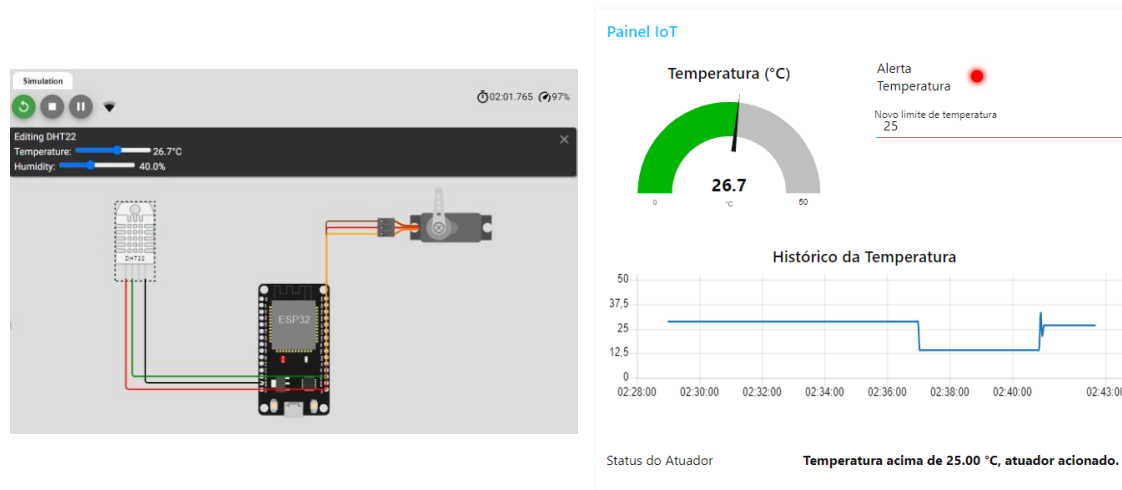 Simulation
02:01.765 97%
Editing DHT22
Temperature: 26.7°C
Humidity: 40.0%
DHT22
ESP32
Painel IoT
Temperatura (°C)
26.7
0 °C 50
Alerta
Temperatura
Novo limite de temperatura
25
Histórico da Temperatura
50
37,5
25
12,5
0
02:28:00 02:30:00 02:32:00 02:34:00 02:36:00 02:38:00 02:40:00 02:43:00
Status do Atuador Temperatura acima de 25.00 °C, atuador acionado.